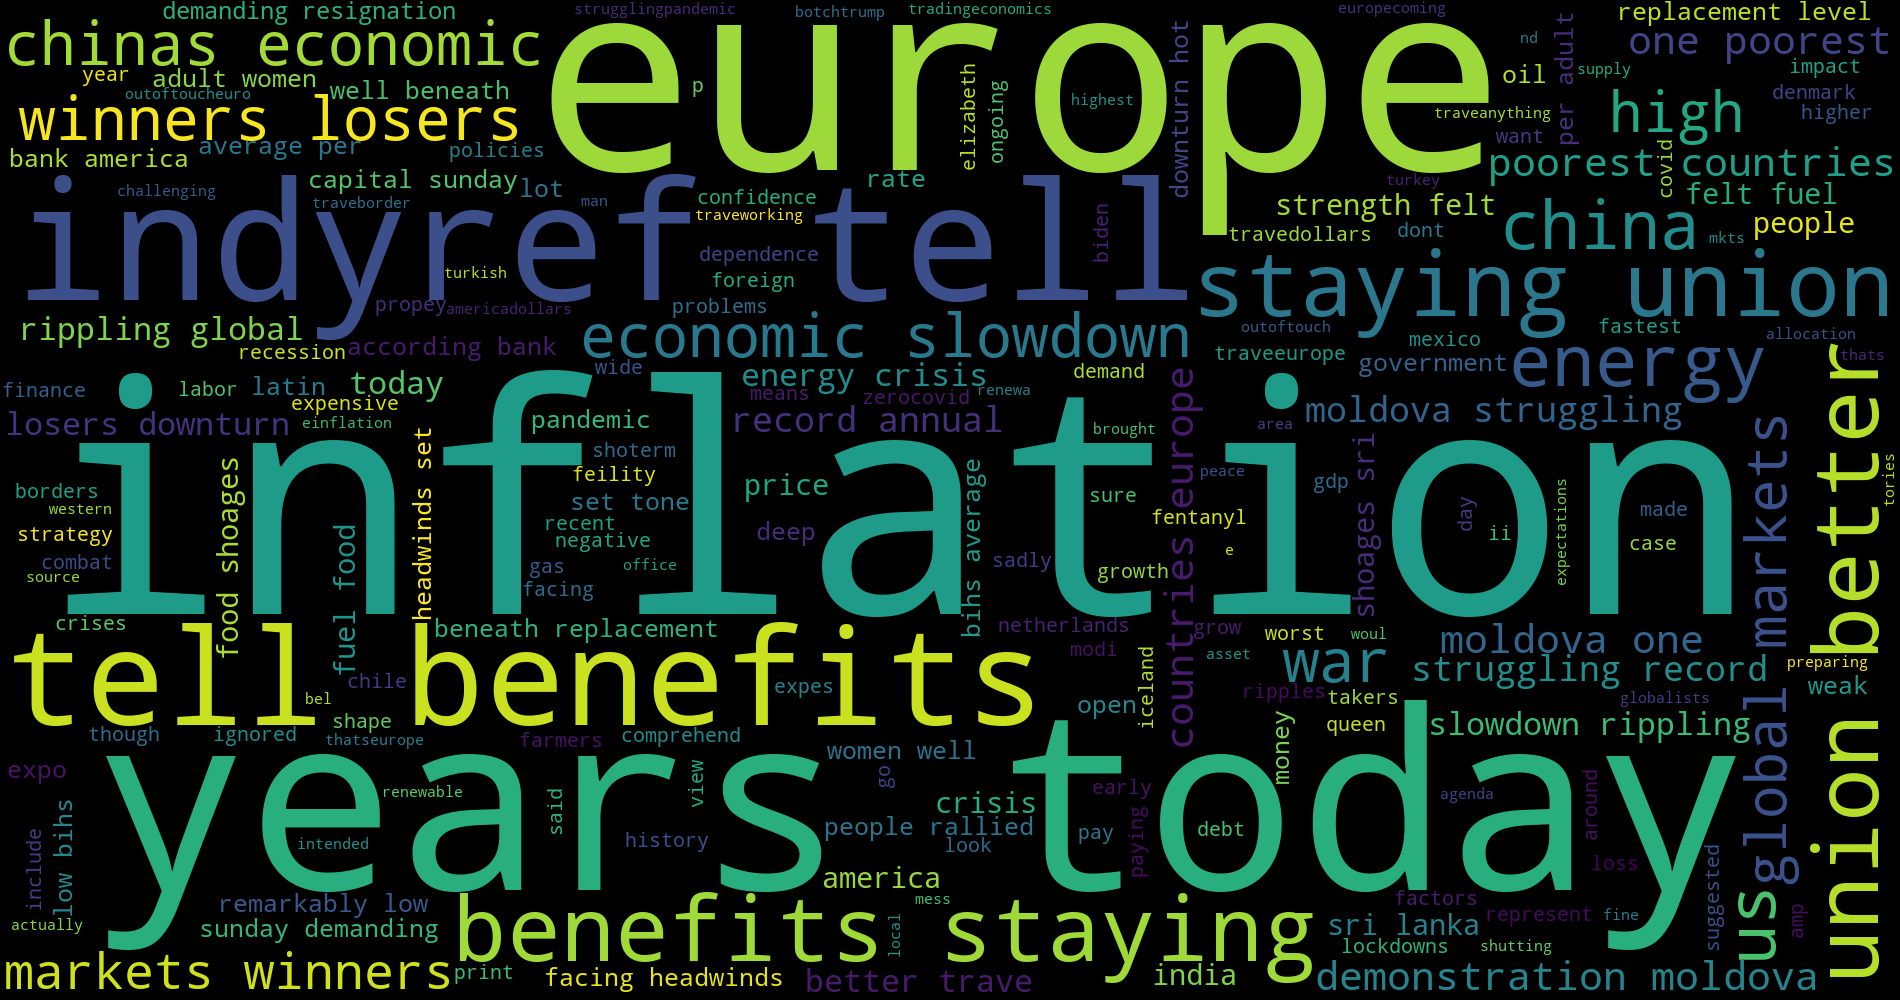 demanding resignation
strugglingpandemic
botchtrump
tradingeconomics
europecoming
replacement level
chinas economic
europe
nd
one poorest
year
adult women
well beneath
p
elizabeth
ongoing
highest
downturn hot
oil
per adult
supply
impact
outoftoucheuro
denmark
higher
winners losers
traveanything
high
want
bank america
average per
policies
covid
poorest countries
challenging
capital sunday
lot
rate
turkey
felt fuel
traveborder
man
confidence
strength felt
indyref tell
traveworking
biden
travedollars
dont
china
mkts
people
turkish
dependence
foreign
staying union
propey
americadollars
problems
rippling global
economic slowdown
outoftouch
fastest
allocation
recession
according bank
traveeurope
mexico
government
thats
energy
finance
labor
latin
today
wide
energy crisis
demand
means
zerocovid
renewa
countries europe
expensive
losers downturn
einflation
pandemic
record annual
brought
area
moldova struggling
inflation
headwinds set
shoterm
feility
price
peace
gdp
shoages sri
global markets
union better
tories
borders
western
strategy
combat
source
food shoages
fuel food
set tone
recent
negative
deep
bihs average
sure
fentanyl
day
ii
expectations
made
case
e
gas
office
facing
sadly
growth
crises
beneath replacement
netherlands
grow
worst
woul
moldova one
tell benefits
modi
asset
war
struggling record
preparing
bel
chile
expes
iceland
ripples
takers
globalists
weak
shape
open
queen
slowdown rippling
though
ignored
thatseurope
farmers
comprehend
money
years today
expo
women well
go
view
renewable
early
agenda
around
low bihs
said
crisis
people rallied
pay
paying
debt
include
intended
history
look
loss
suggested
america
us
remarkably low
mess
factors
actually
sunday demanding
benefits staying
local
sri lanka
represent
fine
amp
lockdowns
shutting
markets winners
print
facing headwinds
better trave
india
demonstration moldova